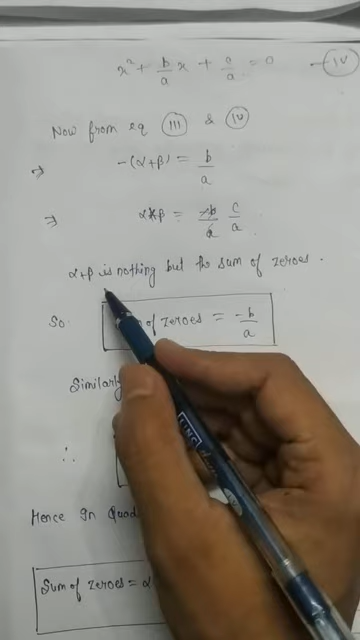 x² + b/a x + c/a = 0 — (IV)
Now from eq (III) & (IV)
⇒ -(α+β) = b/a
⇒ α*β = c/a
α+β is nothing but the sum of zeroes.
So of zeroes = -b/a
Similarly
∴
Hence In Quad
Sum of zeroes = α
LINC